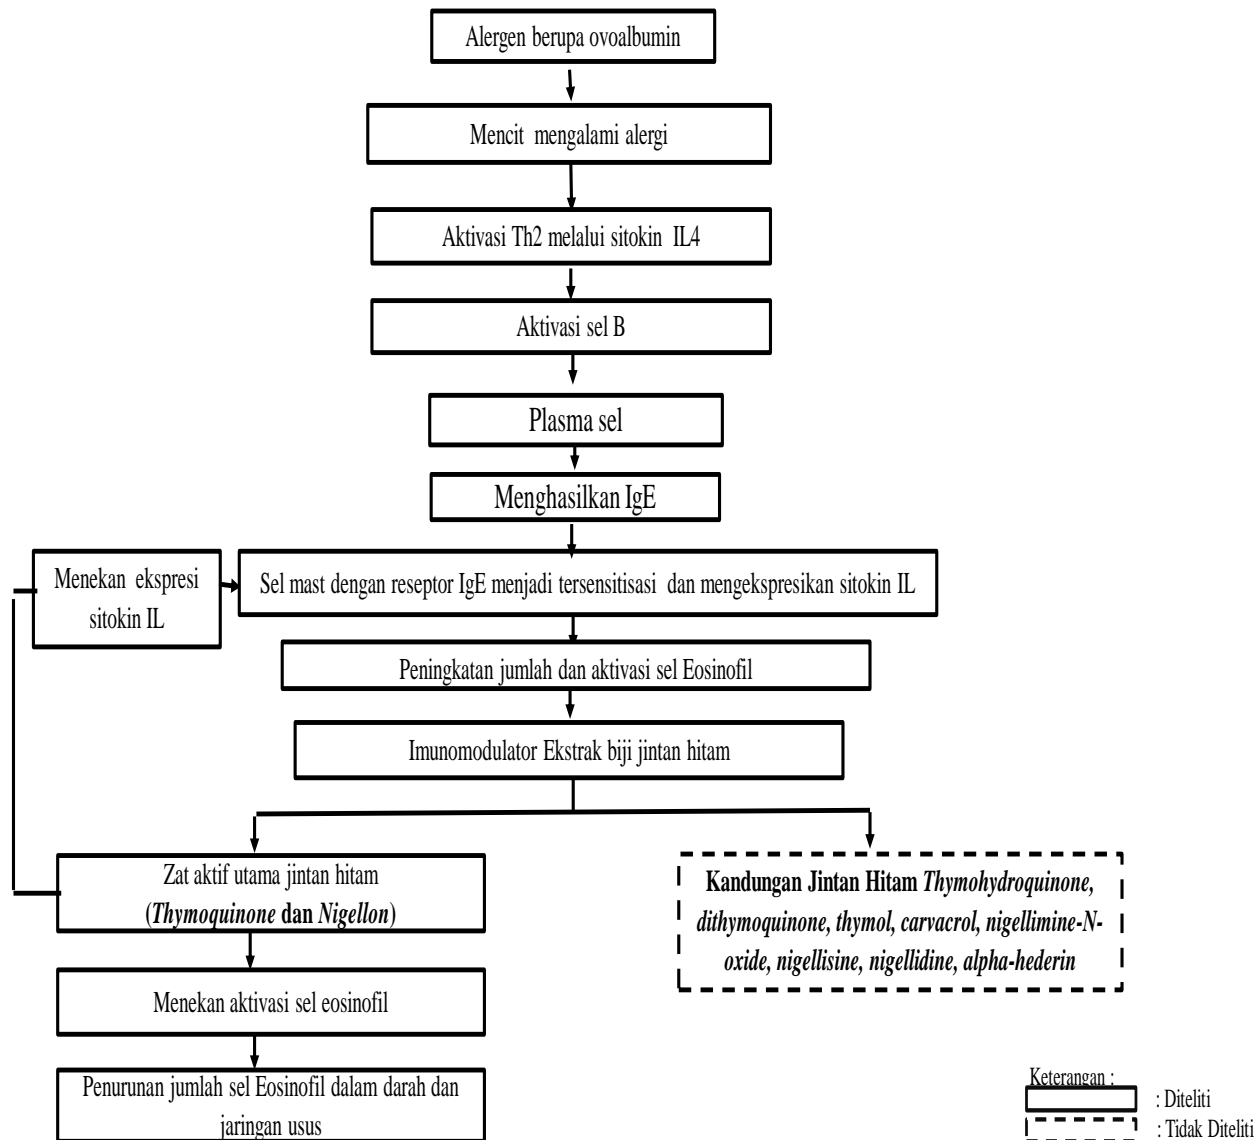 Alergen berupa ovoalbumin
Mencit mengalami alergi
Aktivasi Th2 melalui sitokin IL4
Aktivasi sel B
Plasma sel
Menghasilkan IgE
Menekan ekspresi
sitokin IL
Sel mast dengan reseptor IgE menjadi tersensitisasi dan mengekspresikan sitokin IL
Peningkatan jumlah dan aktivasi sel Eosinofil
Imunomodulator Ekstrak biji jintan hitam
Zat aktif utama jintan hitam
(Thymoquinone dan Nigellon)
Kandungan Jintan Hitam Thymohydroquinone,
dithymoquinone, thymol, carvacrol, nigellimine-N-
oxide, nigellisine, nigellidine, alpha-hederin
Menekan aktivasi sel eosinofil
Penurunan jumlah sel Eosinofil dalam darah dan
jaringan usus
Keterangan :
: Diteliti
: Tidak Diteliti